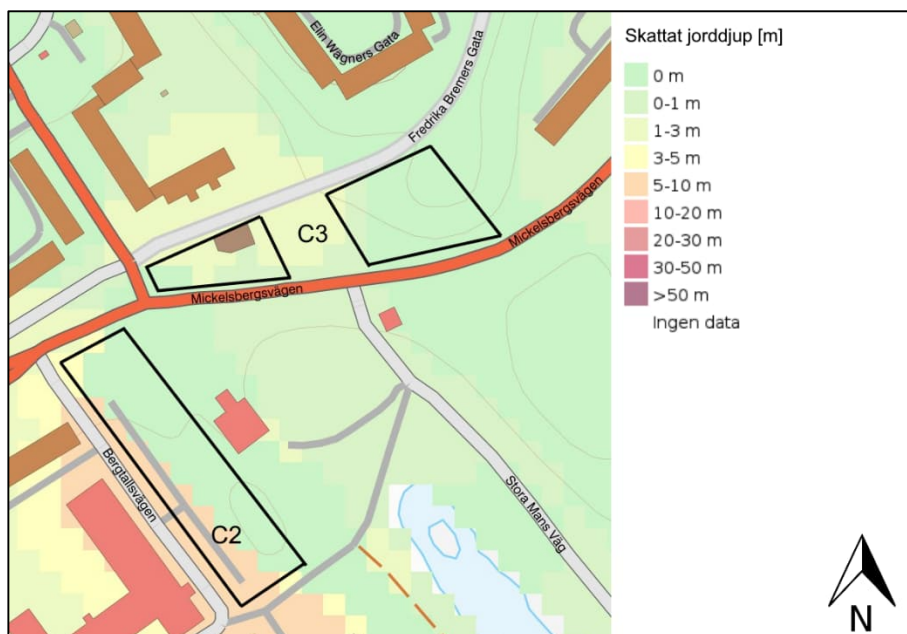 Skattat jorddjup [m]
0 m
0-1 m
1-3 m
3-5 m
5-10 m
10-20 m
20-30 m
30-50 m
>50 m
Ingen data
Elin Wägners Gata
Fredrika Bremers Gata
Mickelsbergsvägen
C3
Mickelsbergsvägen
Bergtallsvägen
C2
Stora Mans Väg
N